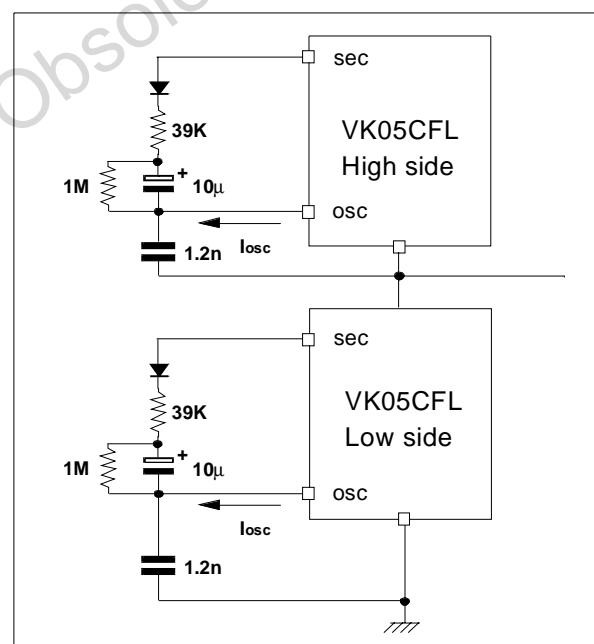 Obsole
sec
39K
VK05CFL
High side
1M
+
10µ
osc
Iosc
1.2n
sec
39K
VK05CFL
Low side
1M
+
10µ
osc
Iosc
1.2n